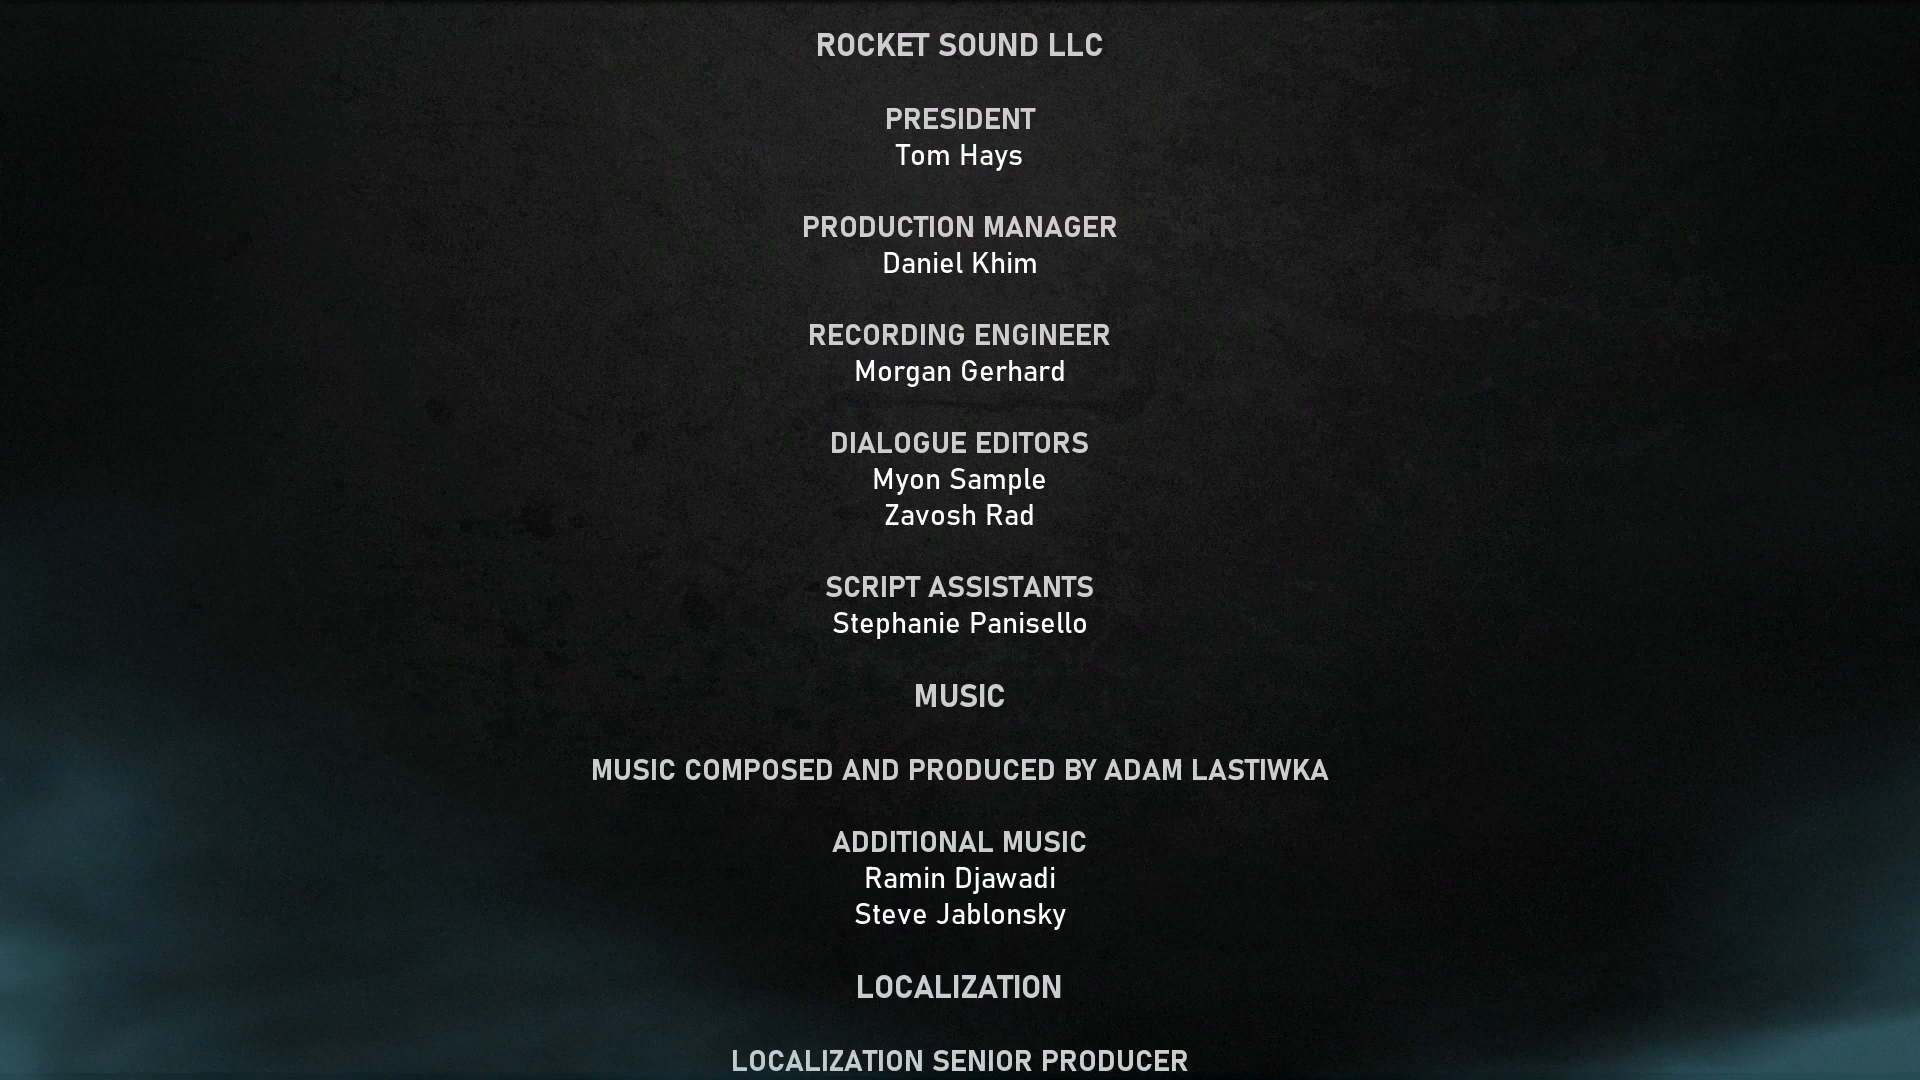 ROCKET SOUND LLC
PRESIDENT
Tom Hays
PRODUCTION MANAGER
Daniel Khim
RECORDING ENGINEER
Morgan Gerhard
DIALOGUE EDITORS
Myon Sample
Zavosh Rad
SCRIPT ASSISTANTS
Stephanie Panisello
MUSIC
MUSIC COMPOSED AND PRODUCED BY ADAM LASTIWKA
ADDITIONAL MUSIC
Ramin Djawadi
Steve Jablonsky
LOCALIZATION
LOCALIZATION SENIOR PRODUCER